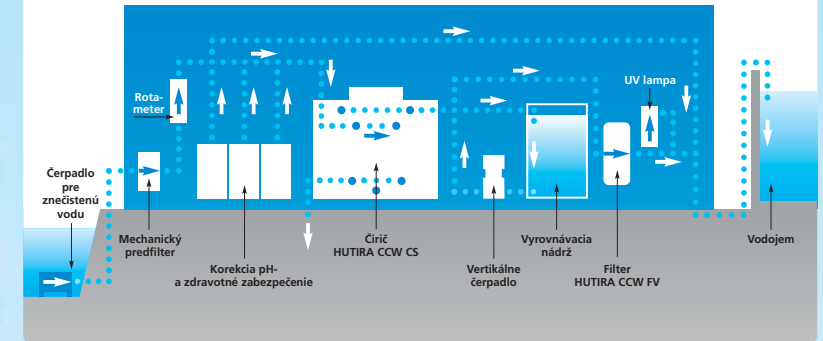 UV lampa
Rota-
meter
Čerpadlo
pre
znečistenú
vodu
Mechanický
predfilter
Korekcia pH-
a zdravotné zabezpečenie
Čirič
HUTIRA CCW CS
Vertikálne
čerpadlo
Vyrovnávacia
nádrž
Filter
HUTIRA CCW FV
Vodojem